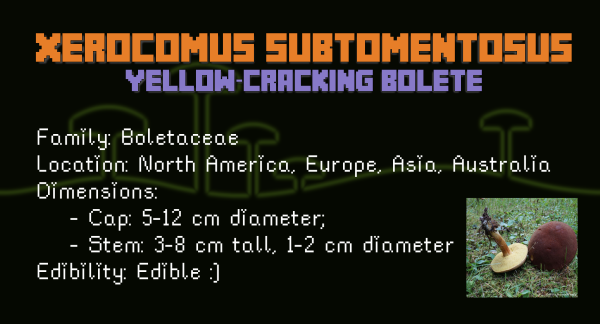 XEROCOMUS SUBTOMENTOSUS
YELLOW-CRACKING BOLETE
Family: Boletaceae
Location: North America, Europe, Asia, Australia
Dimensions:
- Cap: 5-12 cm diameter;
- Stem: 3-8 cm tall, 1-2 cm diameter
Edibility: Edible :)